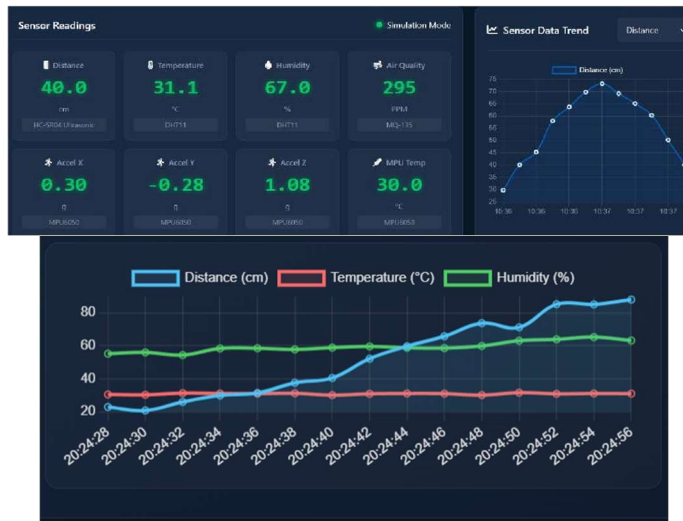 Sensor Readings
Simulation Mode
Distance
40.0
cm
HC-SR04 Ultrasonic
Temperature
31.1
°C
DHT11
Humidity
67.0
%
DHT11
Air Quality
295
PPM
MQ-135
Accel X
0.30
g
MPU6050
Accel Y
-0.28
g
MPU6050
Accel Z
1.08
g
MPU6050
MPU Temp
30.0
°C
MPU6050
Sensor Data Trend
Distance
Distance (cm)
75
70
65
60
55
50
45
40
35
30
25
10:36 10:36 10:36 10:37 10:37 10:37
Distance (cm) Temperature (°C) Humidity (%)
80
60
40
20
20:24:28 20:24:30 20:24:32 20:24:34 20:24:36 20:24:38 20:24:40 20:24:42 20:24:44 20:24:46 20:24:48 20:24:50 20:24:52 20:24:54 20:24:56